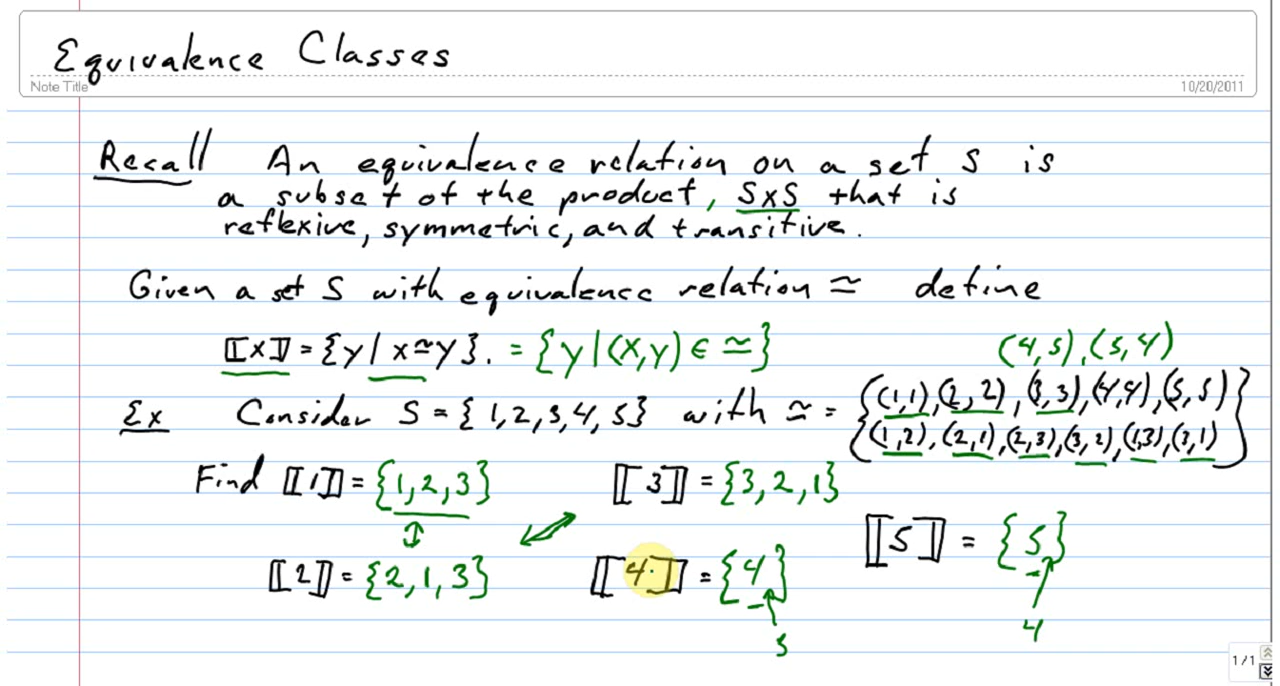 Equivalence Classes
Note Title
10/20/2011
Recall An equivalence relation on a set S is
a subset of the product, S×S that is
reflexive, symmetric, and transitive.
Given a set S with equivalence relation ≃ define
⟦x⟧ = {y | x≃y}. = {y | (x,y) ∈ ≃}
(4,5),(5,4)
Ex Consider S = {1,2,3,4,5} with ≃ = {(1,1),(2,2),(3,3),(4,4),(5,5)
(1,2),(2,1),(2,3),(3,2),(1,3),(3,1)}
Find ⟦1⟧ = {1,2,3} ⟦3⟧ = {3,2,1}
⟦5⟧ = {5}
⟦2⟧ = {2,1,3} ⟦4⟧ = {4}
5
4
1/1